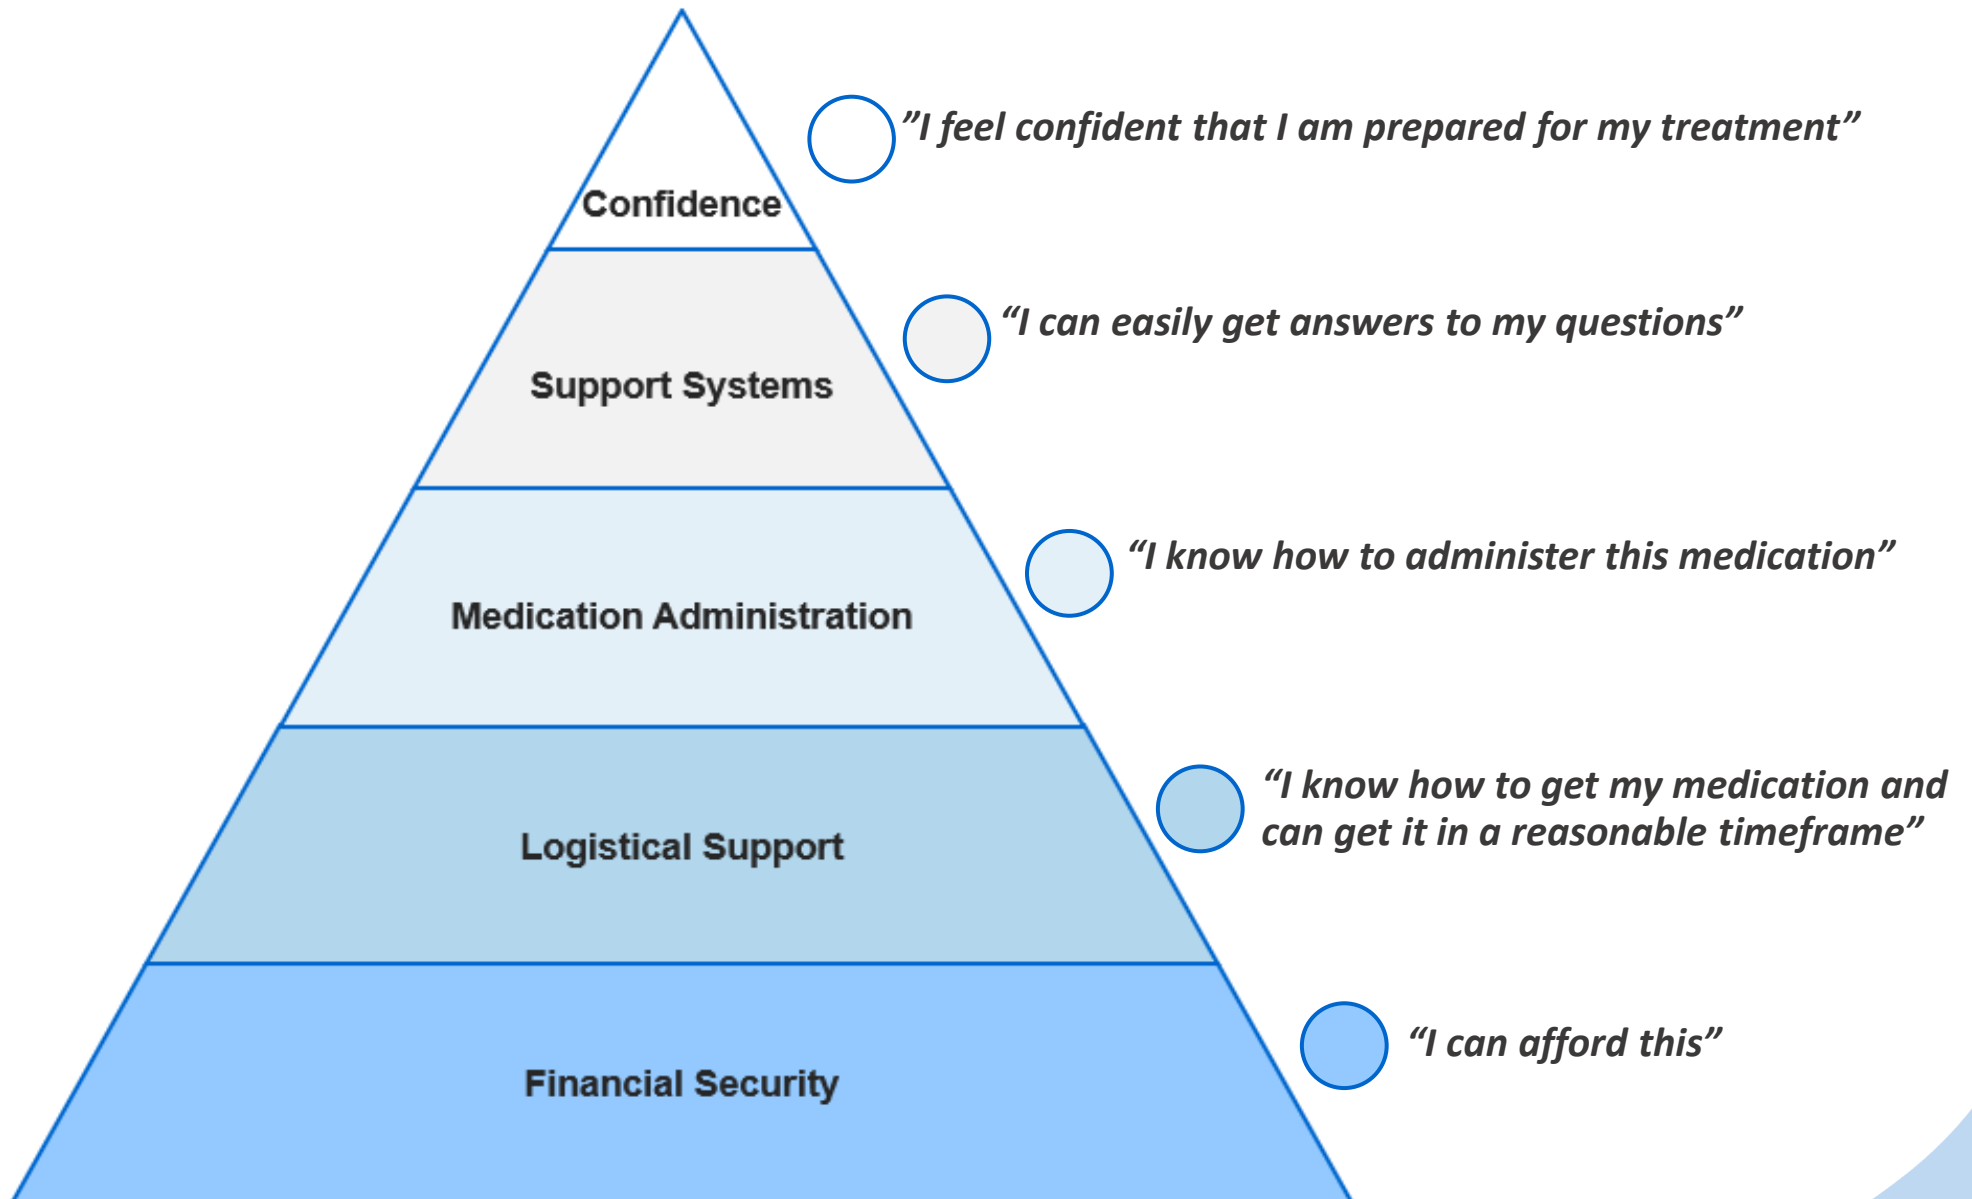 ”I feel confident that I am prepared for my treatment”
Confidence
“I can easily get answers to my questions”
Support Systems
“I know how to administer this medication”
Medication Administration
“I know how to get my medication and
can get it in a reasonable timeframe”
Logistical Support
“I can afford this”
Financial Security